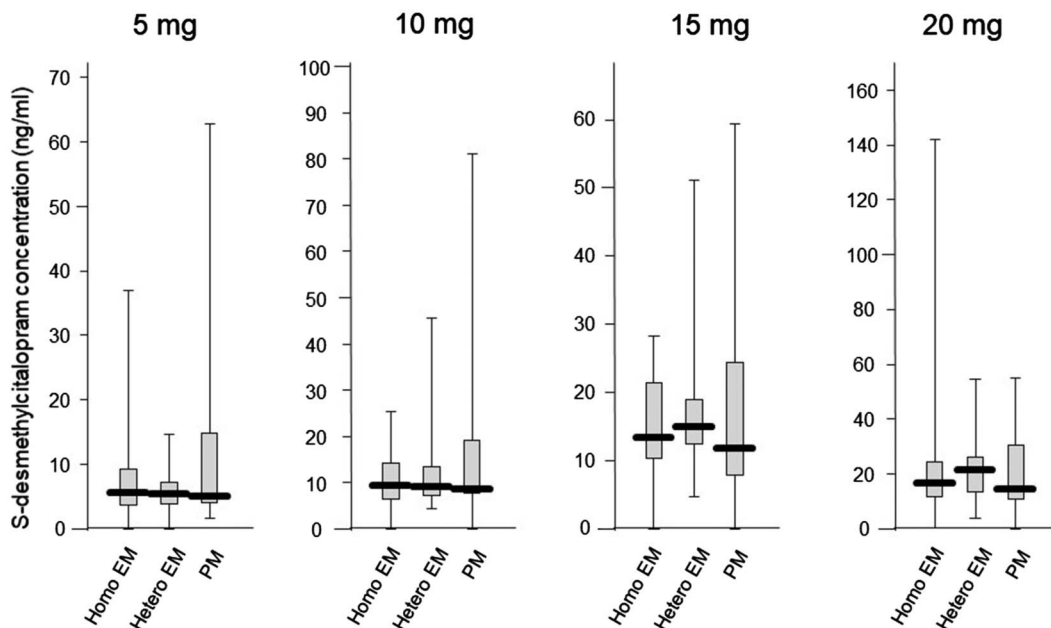 5 mg
10 mg
15 mg
20 mg
S-desmethylcitalopram concentration (ng/ml)
70
60
50
40
30
20
10
0
Homo EM
Hetero EM
PM
100
90
80
70
60
50
40
30
20
10
0
Homo EM
Hetero EM
PM
60
50
40
30
20
10
0
Homo EM
Hetero EM
PM
160
140
120
100
80
60
40
20
0
Homo EM
Hetero EM
PM